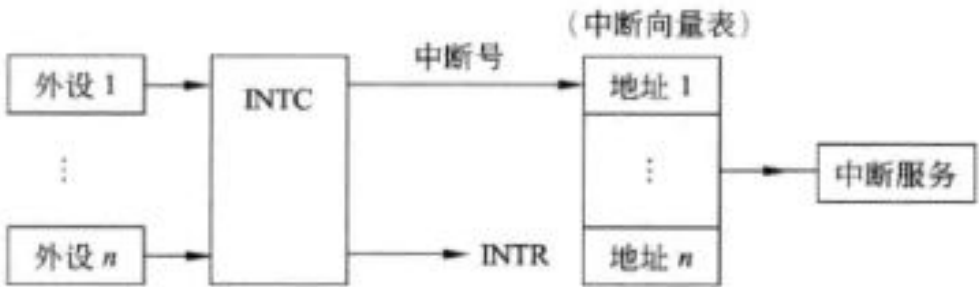 (中断向量表)
中断号
外设 1
INTC
地址 1
⋮
⋮
中断服务
外设 n
INTR
地址 n